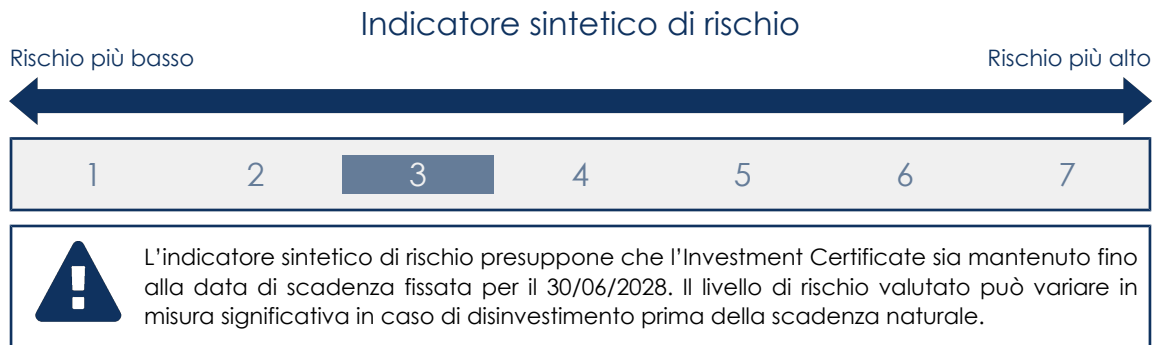 Indicatore sintetico di rischio
Rischio più basso
Rischio più alto
1 2 3 4 5 6 7
L'indicatore sintetico di rischio presuppone che l'Investment Certificate sia mantenuto fino
alla data di scadenza fissata per il 30/06/2028. Il livello di rischio valutato può variare in
misura significativa in caso di disinvestimento prima della scadenza naturale.